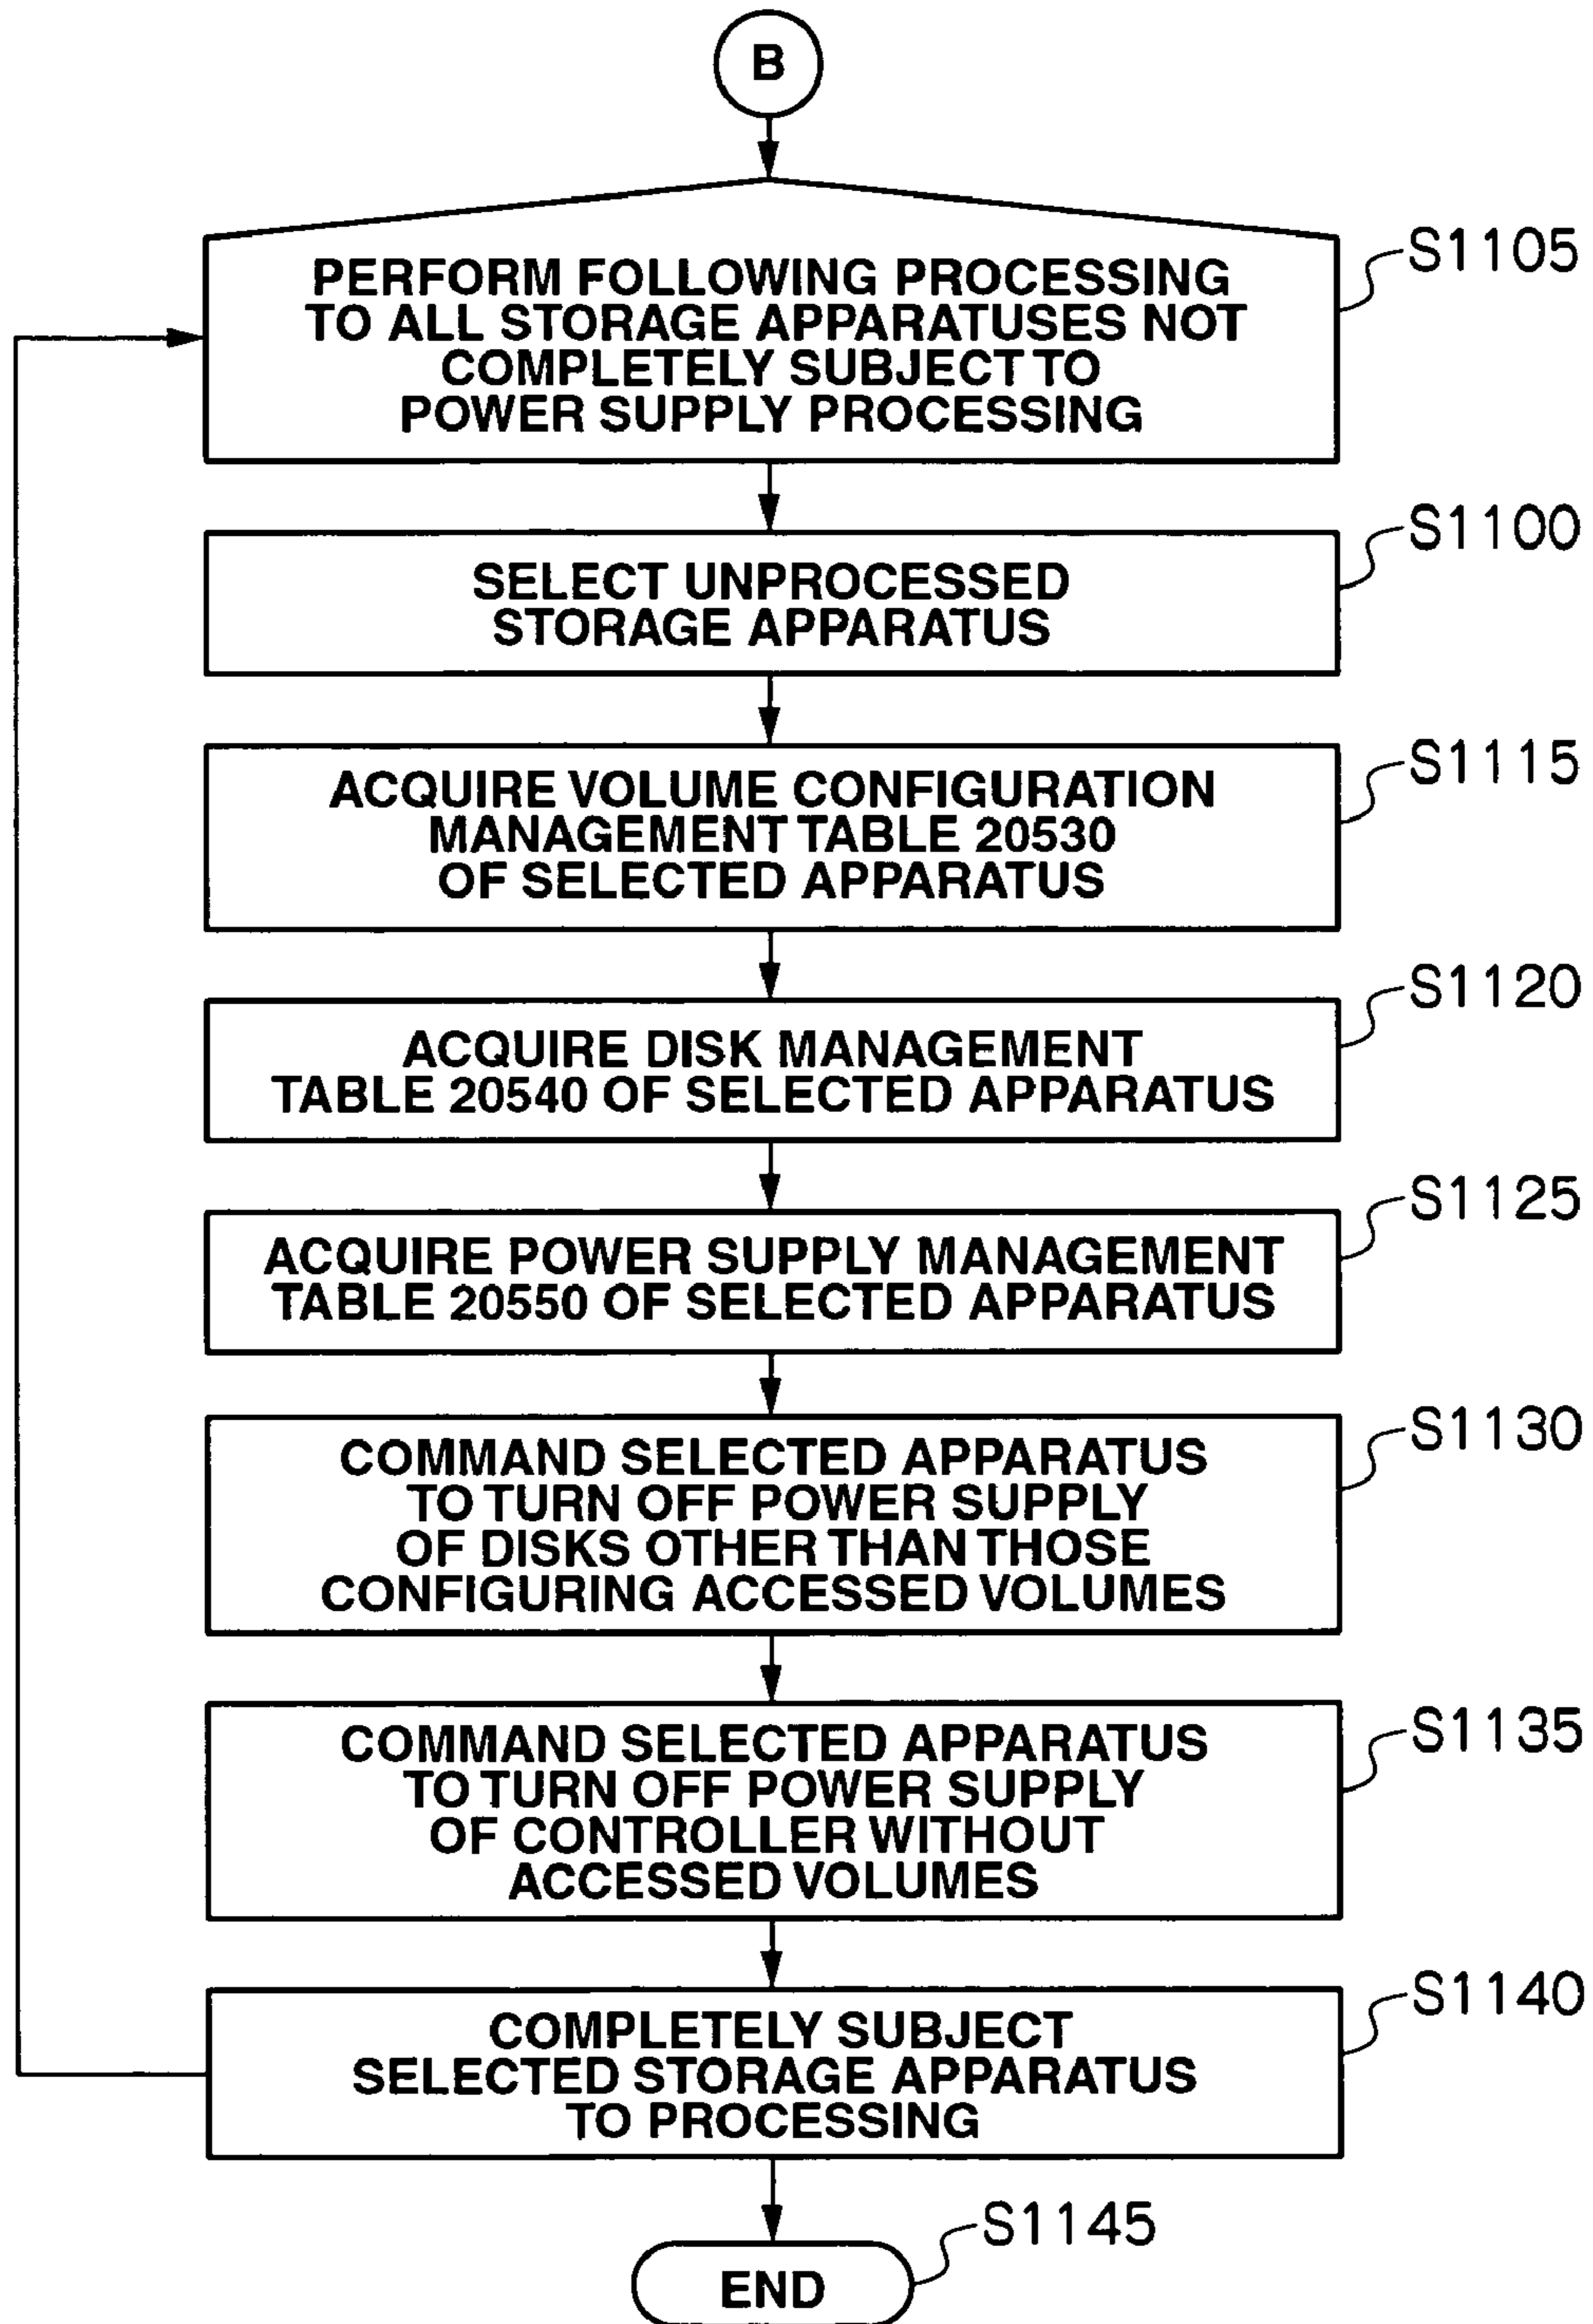 B
PERFORM FOLLOWING PROCESSING
TO ALL STORAGE APPARATUSES NOT
COMPLETELY SUBJECT TO
POWER SUPPLY PROCESSING
S1105
SELECT UNPROCESSED
STORAGE APPARATUS
S1100
ACQUIRE VOLUME CONFIGURATION
MANAGEMENT TABLE 20530
OF SELECTED APPARATUS
S1115
ACQUIRE DISK MANAGEMENT
TABLE 20540 OF SELECTED APPARATUS
S1120
ACQUIRE POWER SUPPLY MANAGEMENT
TABLE 20550 OF SELECTED APPARATUS
S1125
COMMAND SELECTED APPARATUS
TO TURN OFF POWER SUPPLY
OF DISKS OTHER THAN THOSE
CONFIGURING ACCESSED VOLUMES
S1130
COMMAND SELECTED APPARATUS
TO TURN OFF POWER SUPPLY
OF CONTROLLER WITHOUT
ACCESSED VOLUMES
S1135
COMPLETELY SUBJECT
SELECTED STORAGE APPARATUS
TO PROCESSING
S1140
END
S1145